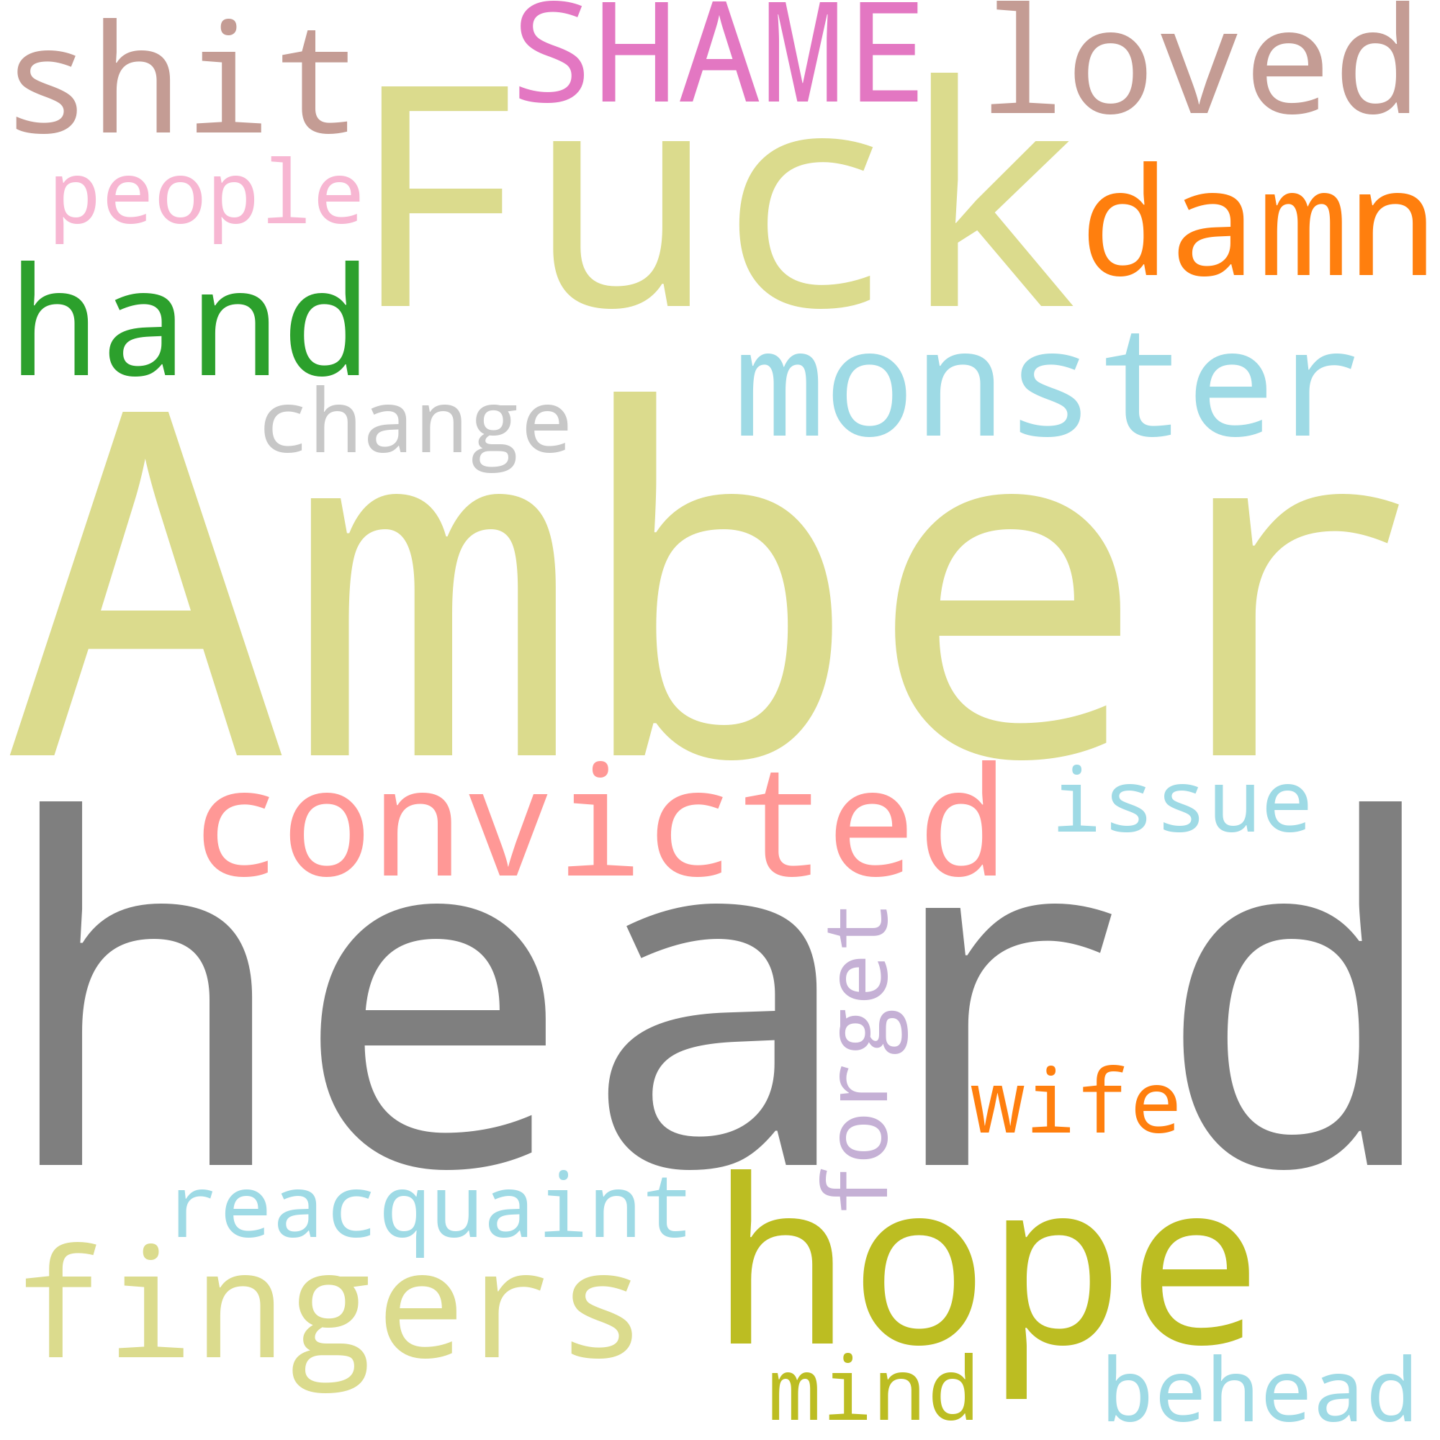 shit
SHAME
loved
Fuck
people
damn
hand
monster
change
Amber
convicted
issue
heard
forget
wife
reacquaint
hope
fingers
mind
behead